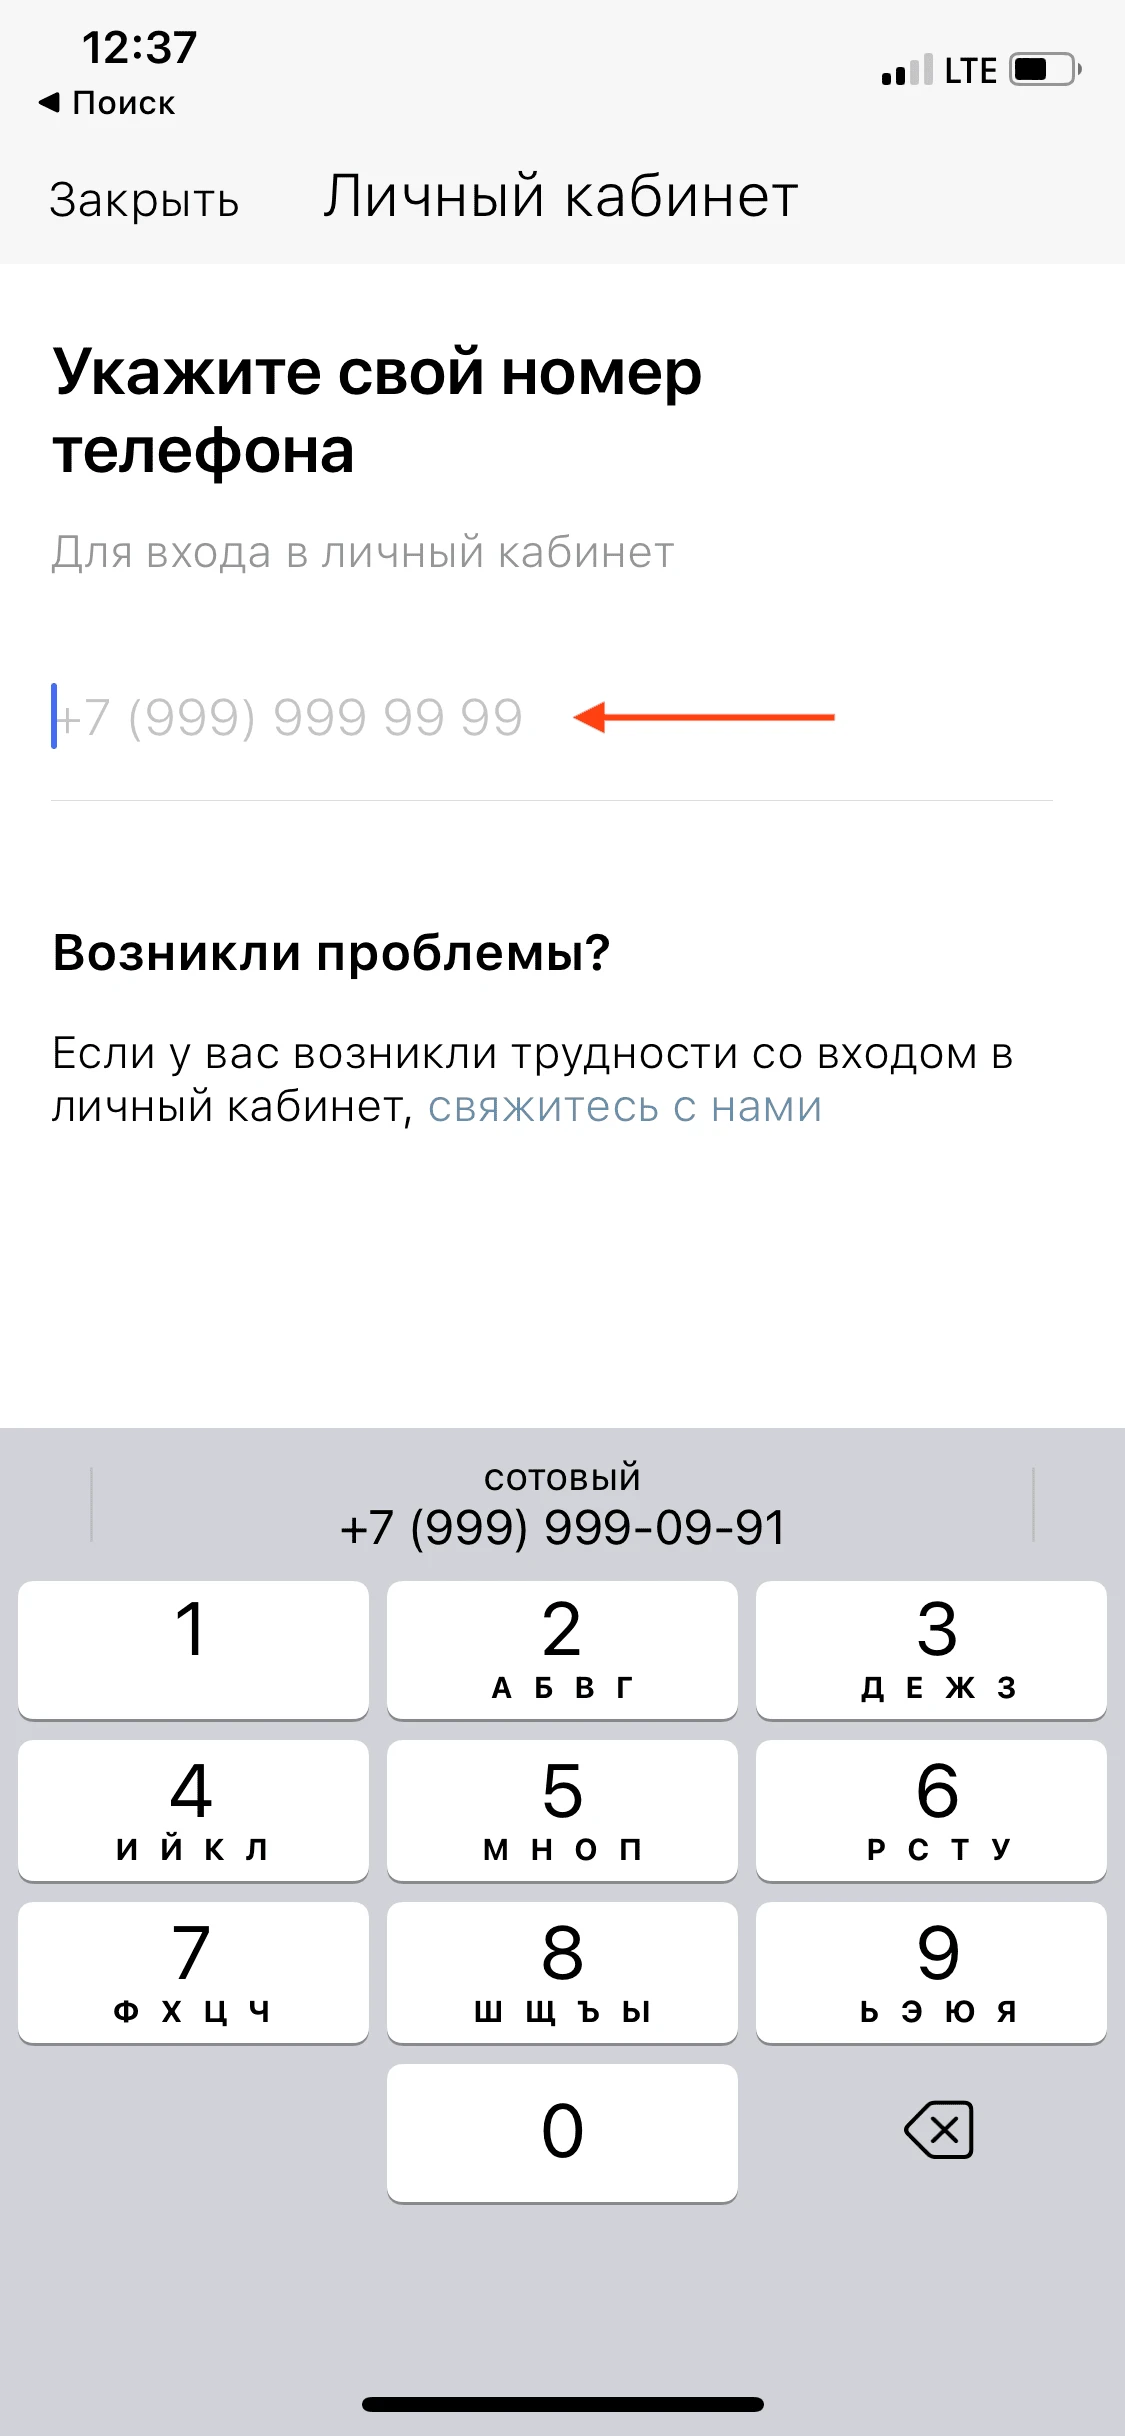 12:37
LTE
◀ Поиск
Закрыть
Личный кабинет
Укажите свой номер
телефона
Для входа в личный кабинет
+7 (999) 999 99 99
Возникли проблемы?
Если у вас возникли трудности со входом в
личный кабинет, свяжитесь с нами
сотовый
+7 (999) 999-09-91
1 2 3
А Б В Г Д Е Ж З
4 5 6
И Й К Л М Н О П Р С Т У
7 8 9
Ф Х Ц Ч Ш Щ Ъ Ы Ь Э Ю Я
0